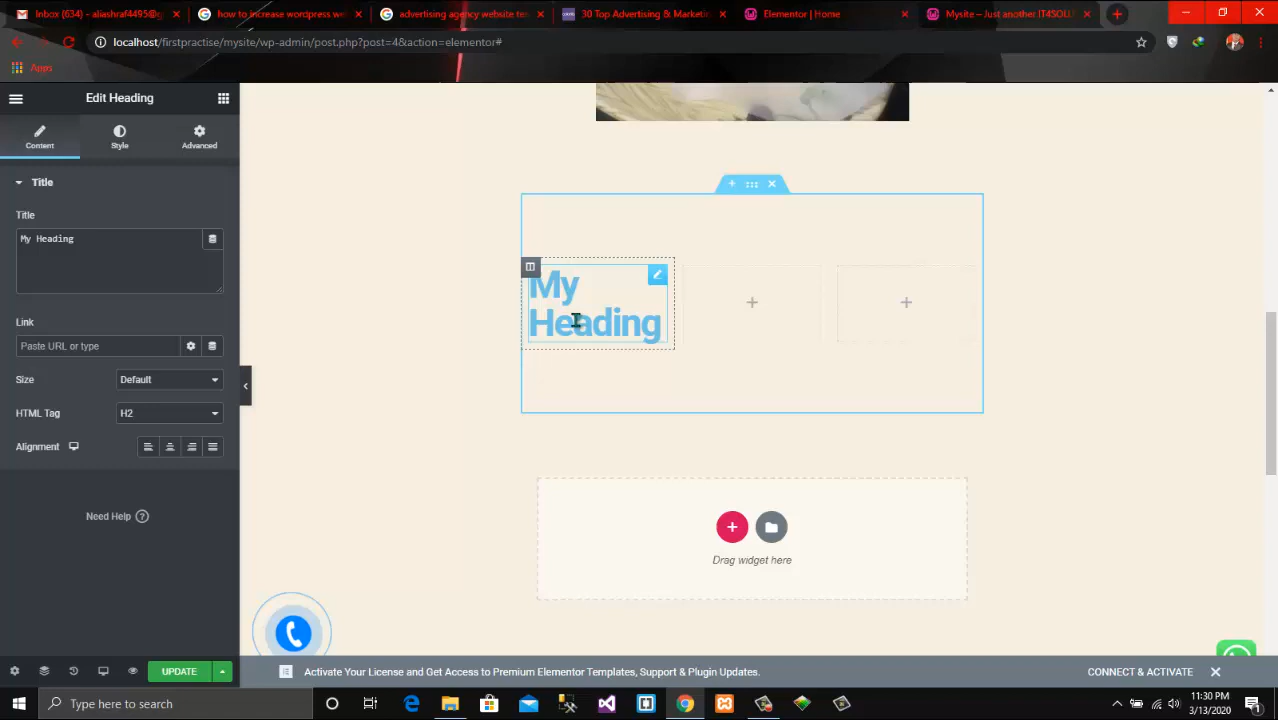 Inbox (634) - aliashraf4495@g
how to increase wordpress we
advertising agency website te
30 Top Advertising & Marketin
Elementor | Home
Mysite – Just another IT4SOLU
localhost/firstpractise/mysite/wp-admin/post.php?post=4&action=elementor#
Apps
Edit Heading
Content
Style
Advanced
Title
Title
My Heading
Link
Paste URL or type
Size
Default
HTML Tag
H2
Alignment
Need Help
UPDATE
My
Heading
Drag widget here
Activate Your License and Get Access to Premium Elementor Templates, Support & Plugin Updates.
CONNECT & ACTIVATE
Type here to search
11:30 PM
3/13/2020